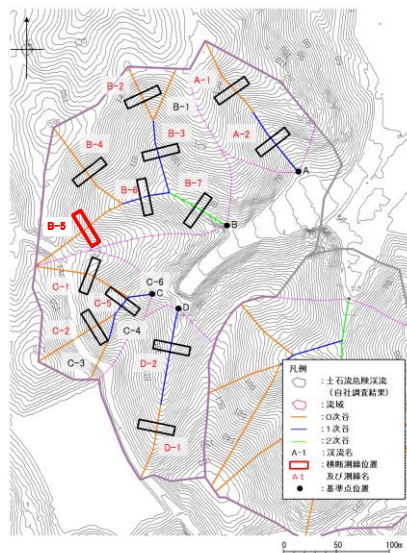 A-1
B-2
B-1
A-2
B-3
B-4
B-6
B-7
A
B-5
B
C-1
C-6
C
C-5
D
C-2
C-4
C-3
D-2
D-1
凡例
：土石流危険渓流
（自社調査結果）
：流域
：0次谷
：1次谷
：2次谷
A-1 ：渓流名
：横断測線位置
A-1 及び測線名
：基準点位置
0 50 100m